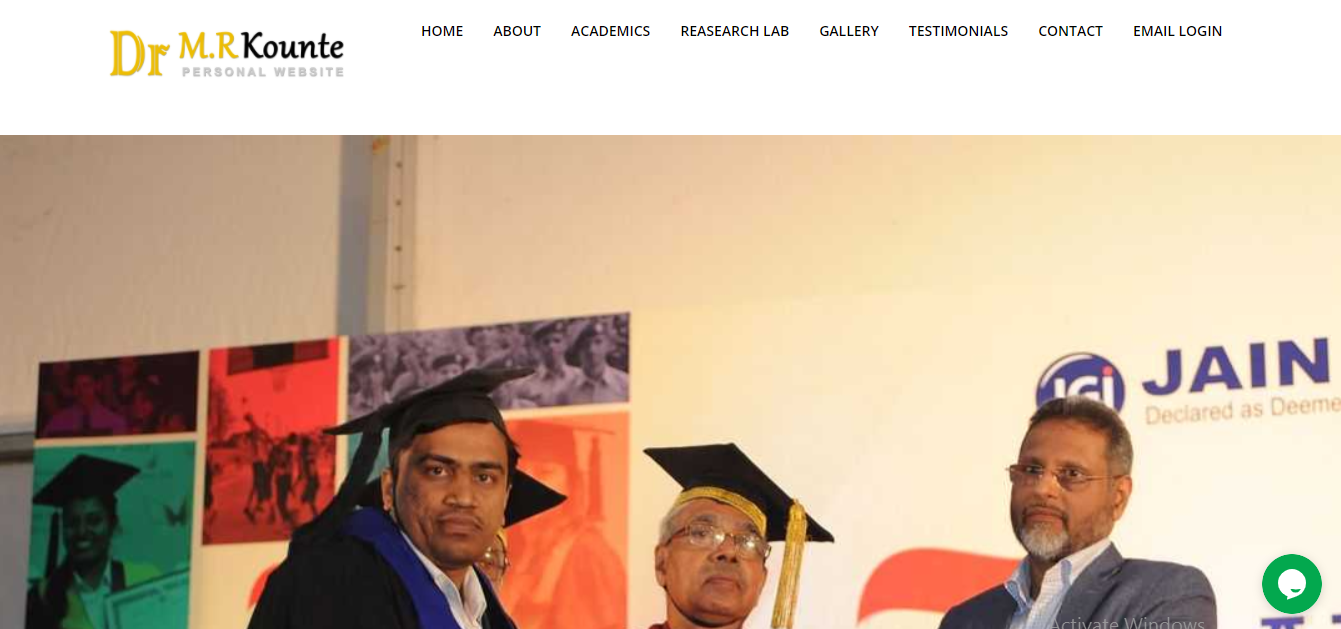 Dr M.R Kounte
PERSONAL WEBSITE
HOME ABOUT ACADEMICS REASEARCH LAB GALLERY TESTIMONIALS CONTACT EMAIL LOGIN
JGI JAIN
Declared as Deeme
Activate Windows